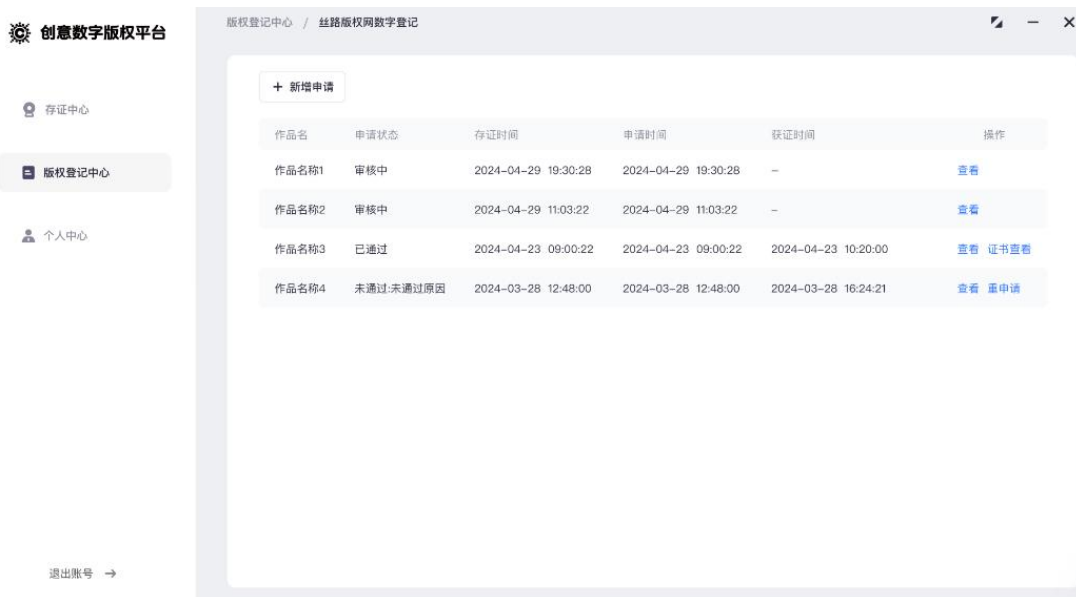 创意数字版权平台
版权登记中心 / 丝路版权网数字登记
存证中心
版权登记中心
个人中心
退出账号 →
+ 新增申请
作品名 申请状态 存证时间 申请时间 获证时间 操作
作品名称1 审核中 2024-04-29 19:30:28 2024-04-29 19:30:28 - 查看
作品名称2 审核中 2024-04-29 11:03:22 2024-04-29 11:03:22 - 查看
作品名称3 已通过 2024-04-23 09:00:22 2024-04-23 09:00:22 2024-04-23 10:20:00 查看 证书查看
作品名称4 未通过:未通过原因 2024-03-28 12:48:00 2024-03-28 12:48:00 2024-03-28 16:24:21 查看 重申请